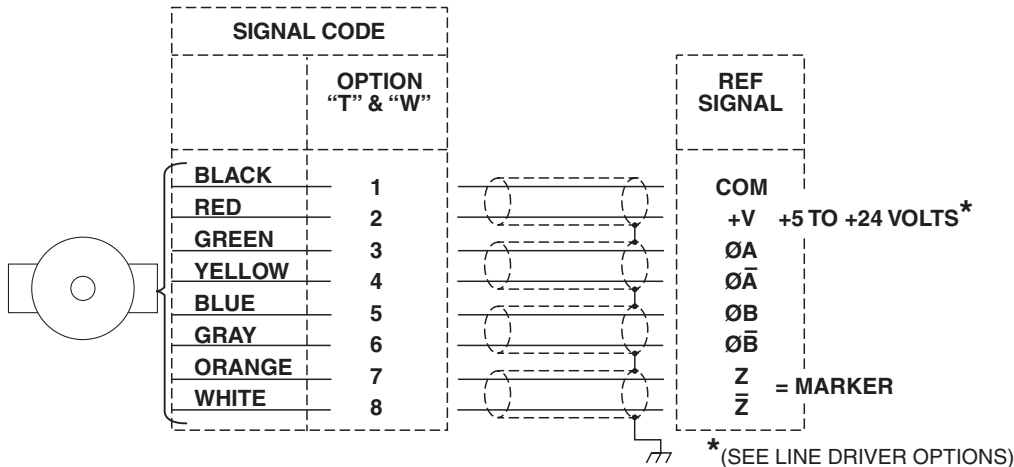 SIGNAL CODE
OPTION
“T” & “W”
REF
SIGNAL
BLACK 1 COM
RED 2 +V +5 TO +24 VOLTS*
GREEN 3 ØA
YELLOW 4 ØA̅
BLUE 5 ØB
GRAY 6 ØB̅
ORANGE 7 Z
= MARKER
WHITE 8 Z̅
*(SEE LINE DRIVER OPTIONS)